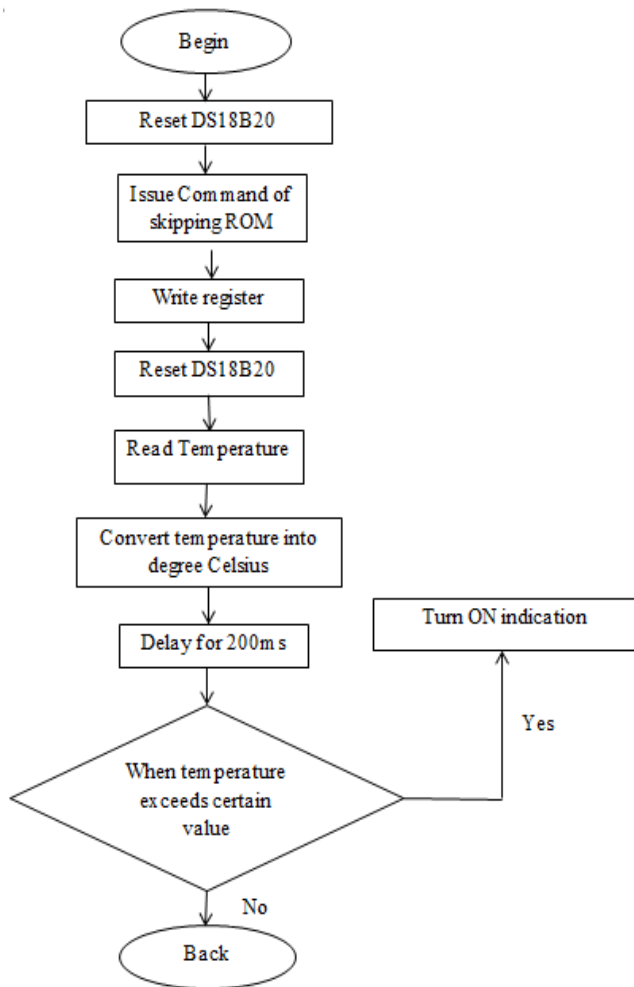 Begin
Reset DS18B20
Issue Command of
skipping ROM
Write register
Reset DS18B20
Read Temperature
Convert temperature into
degree Celsius
Delay for 200ms
Turn ON indication
Yes
When temperature
exceeds certain
value
No
Back